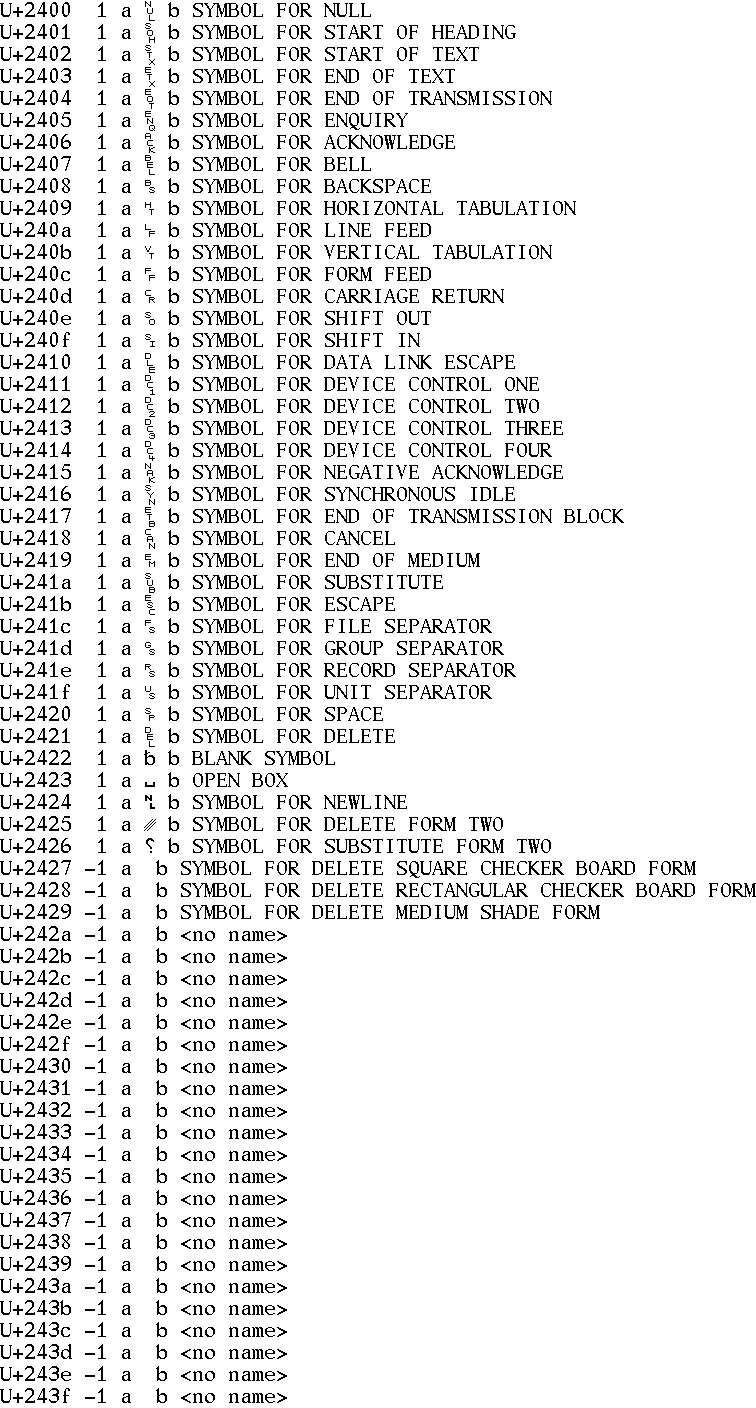 U+2400  1 a ␀ b SYMBOL FOR NULL
U+2401  1 a ␁ b SYMBOL FOR START OF HEADING
U+2402  1 a ␂ b SYMBOL FOR START OF TEXT
U+2403  1 a ␃ b SYMBOL FOR END OF TEXT
U+2404  1 a ␄ b SYMBOL FOR END OF TRANSMISSION
U+2405  1 a ␅ b SYMBOL FOR ENQUIRY
U+2406  1 a ␆ b SYMBOL FOR ACKNOWLEDGE
U+2407  1 a ␇ b SYMBOL FOR BELL
U+2408  1 a ␈ b SYMBOL FOR BACKSPACE
U+2409  1 a ␉ b SYMBOL FOR HORIZONTAL TABULATION
U+240a  1 a ␊ b SYMBOL FOR LINE FEED
U+240b  1 a ␋ b SYMBOL FOR VERTICAL TABULATION
U+240c  1 a ␌ b SYMBOL FOR FORM FEED
U+240d  1 a ␍ b SYMBOL FOR CARRIAGE RETURN
U+240e  1 a ␎ b SYMBOL FOR SHIFT OUT
U+240f  1 a ␏ b SYMBOL FOR SHIFT IN
U+2410  1 a ␐ b SYMBOL FOR DATA LINK ESCAPE
U+2411  1 a ␑ b SYMBOL FOR DEVICE CONTROL ONE
U+2412  1 a ␒ b SYMBOL FOR DEVICE CONTROL TWO
U+2413  1 a ␓ b SYMBOL FOR DEVICE CONTROL THREE
U+2414  1 a ␔ b SYMBOL FOR DEVICE CONTROL FOUR
U+2415  1 a ␕ b SYMBOL FOR NEGATIVE ACKNOWLEDGE
U+2416  1 a ␖ b SYMBOL FOR SYNCHRONOUS IDLE
U+2417  1 a ␗ b SYMBOL FOR END OF TRANSMISSION BLOCK
U+2418  1 a ␘ b SYMBOL FOR CANCEL
U+2419  1 a ␙ b SYMBOL FOR END OF MEDIUM
U+241a  1 a ␚ b SYMBOL FOR SUBSTITUTE
U+241b  1 a ␛ b SYMBOL FOR ESCAPE
U+241c  1 a ␜ b SYMBOL FOR FILE SEPARATOR
U+241d  1 a ␝ b SYMBOL FOR GROUP SEPARATOR
U+241e  1 a ␞ b SYMBOL FOR RECORD SEPARATOR
U+241f  1 a ␟ b SYMBOL FOR UNIT SEPARATOR
U+2420  1 a ␠ b SYMBOL FOR SPACE
U+2421  1 a ␡ b SYMBOL FOR DELETE
U+2422  1 a ␢ b BLANK SYMBOL
U+2423  1 a ␣ b OPEN BOX
U+2424  1 a ␤ b SYMBOL FOR NEWLINE
U+2425  1 a ␥ b SYMBOL FOR DELETE FORM TWO
U+2426  1 a ␦ b SYMBOL FOR SUBSTITUTE FORM TWO
U+2427 -1 a  b SYMBOL FOR DELETE SQUARE CHECKER BOARD FORM
U+2428 -1 a  b SYMBOL FOR DELETE RECTANGULAR CHECKER BOARD FORM
U+2429 -1 a  b SYMBOL FOR DELETE MEDIUM SHADE FORM
U+242a -1 a  b <no name>
U+242b -1 a  b <no name>
U+242c -1 a  b <no name>
U+242d -1 a  b <no name>
U+242e -1 a  b <no name>
U+242f -1 a  b <no name>
U+2430 -1 a  b <no name>
U+2431 -1 a  b <no name>
U+2432 -1 a  b <no name>
U+2433 -1 a  b <no name>
U+2434 -1 a  b <no name>
U+2435 -1 a  b <no name>
U+2436 -1 a  b <no name>
U+2437 -1 a  b <no name>
U+2438 -1 a  b <no name>
U+2439 -1 a  b <no name>
U+243a -1 a  b <no name>
U+243b -1 a  b <no name>
U+243c -1 a  b <no name>
U+243d -1 a  b <no name>
U+243e -1 a  b <no name>
U+243f -1 a  b <no name>